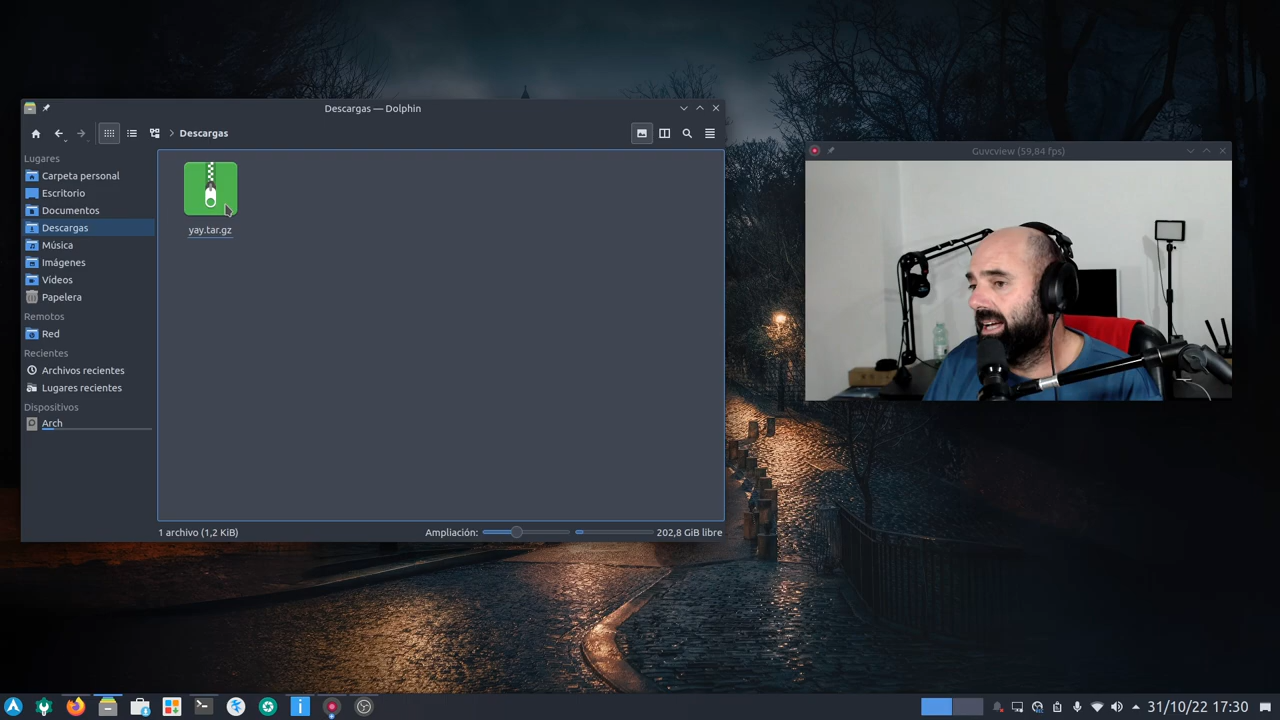 Descargas — Dolphin
Descargas
Lugares
Carpeta personal
Escritorio
Documentos
Descargas
Música
Imágenes
Vídeos
Papelera
Remotos
Red
Recientes
Archivos recientes
Lugares recientes
Dispositivos
Arch
yay.tar.gz
1 archivo (1,2 KiB)
Ampliación:
202,8 GiB libre
Guvcview (59,84 fps)
31/10/22 17:30